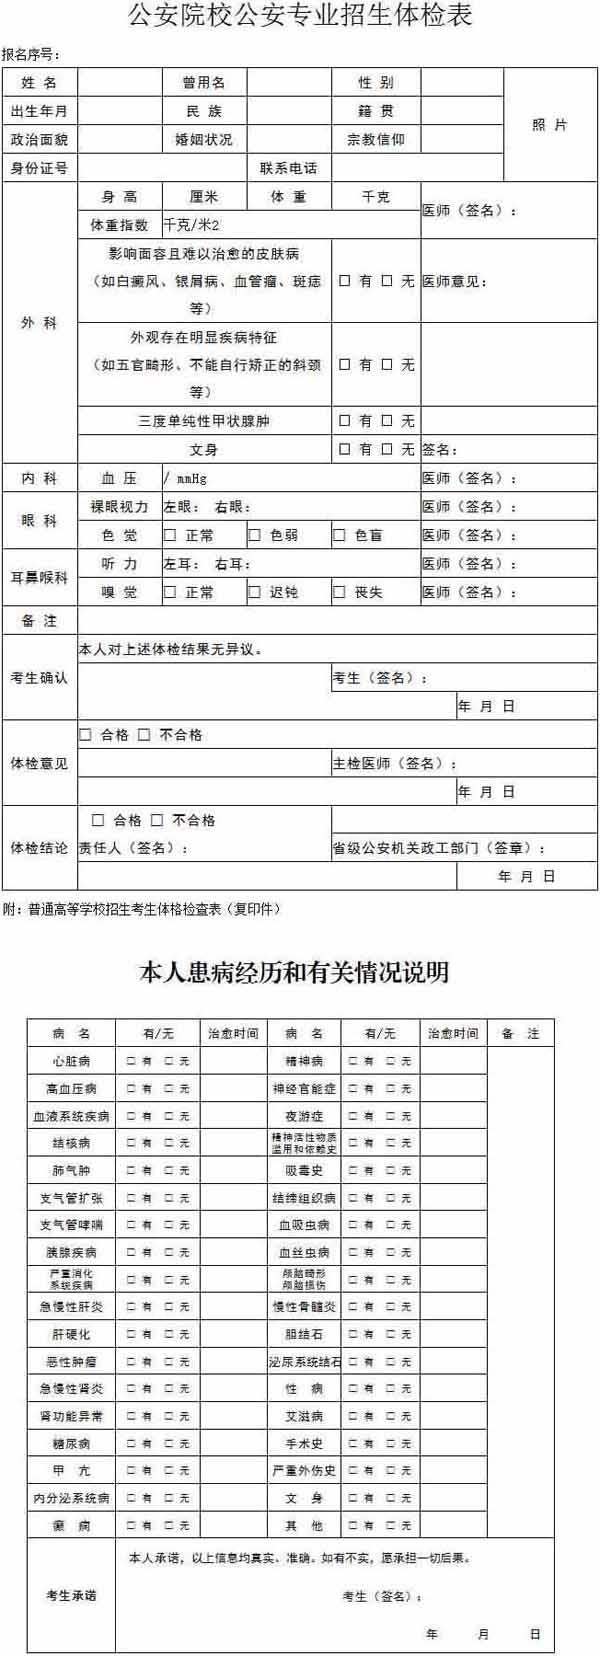 公安院校公安专业招生体检表
报名序号：
姓 名 曾用名 性 别 照 片
出生年月 民 族 籍 贯
政治面貌 婚姻状况 宗教信仰
身份证号 联系电话
外 科 身 高 厘米 体 重 千克 医师（签名）：
体重指数 千克/米2
影响面容且难以治愈的皮肤病
（如白癜风、银屑病、血管瘤、斑痣
等）
□ 有 □ 无 医师意见：
外观存在明显疾病特征
（如五官畸形、不能自行矫正的斜颈
等）
□ 有 □ 无
三度单纯性甲状腺肿 □ 有 □ 无
文身 □ 有 □ 无 签名：
内 科 血 压 / mmHg 医师（签名）：
眼 科 裸眼视力 左眼： 右眼： 医师（签名）：
色 觉 □ 正常 □ 色弱 □ 色盲 医师（签名）：
耳鼻喉科 听 力 左耳： 右耳： 医师（签名）：
嗅 觉 □ 正常 □ 迟钝 □ 丧失 医师（签名）：
备 注
考生确认 本人对上述体检结果无异议。
考生（签名）：
年 月 日
体检意见 □ 合格 □ 不合格
主检医师（签名）：
年 月 日
体检结论 □ 合格 □ 不合格
责任人（签名）： 省级公安机关政工部门（签章）：
年 月 日
附：普通高等学校招生考生体格检查表（复印件）
本人患病经历和有关情况说明
病 名 有/无 治愈时间 病 名 有/无 治愈时间 备 注
心脏病 □ 有 □ 无 精神病 □ 有 □ 无
高血压病 □ 有 □ 无 神经官能症 □ 有 □ 无
血液系统疾病 □ 有 □ 无 夜游症 □ 有 □ 无
结核病 □ 有 □ 无 精神活性物质滥用和依赖史 □ 有 □ 无
肺气肿 □ 有 □ 无 吸毒史 □ 有 □ 无
支气管扩张 □ 有 □ 无 结缔组织病 □ 有 □ 无
支气管哮喘 □ 有 □ 无 血吸虫病 □ 有 □ 无
胰腺疾病 □ 有 □ 无 血丝虫病 □ 有 □ 无
严重消化系统疾病 □ 有 □ 无 颅脑畸形颅脑损伤 □ 有 □ 无
急慢性肝炎 □ 有 □ 无 慢性骨髓炎 □ 有 □ 无
肝硬化 □ 有 □ 无 胆结石 □ 有 □ 无
恶性肿瘤 □ 有 □ 无 泌尿系统结石 □ 有 □ 无
急慢性肾炎 □ 有 □ 无 性 病 □ 有 □ 无
肾功能异常 □ 有 □ 无 艾滋病 □ 有 □ 无
糖尿病 □ 有 □ 无 手术史 □ 有 □ 无
甲 亢 □ 有 □ 无 严重外伤史 □ 有 □ 无
内分泌系统病 □ 有 □ 无 文 身 □ 有 □ 无
癫 痫 □ 有 □ 无 其 他 □ 有 □ 无
考生承诺 本人承诺，以上信息均真实、准确。如有不实，愿承担一切后果。
考生（签名）：
年 月 日